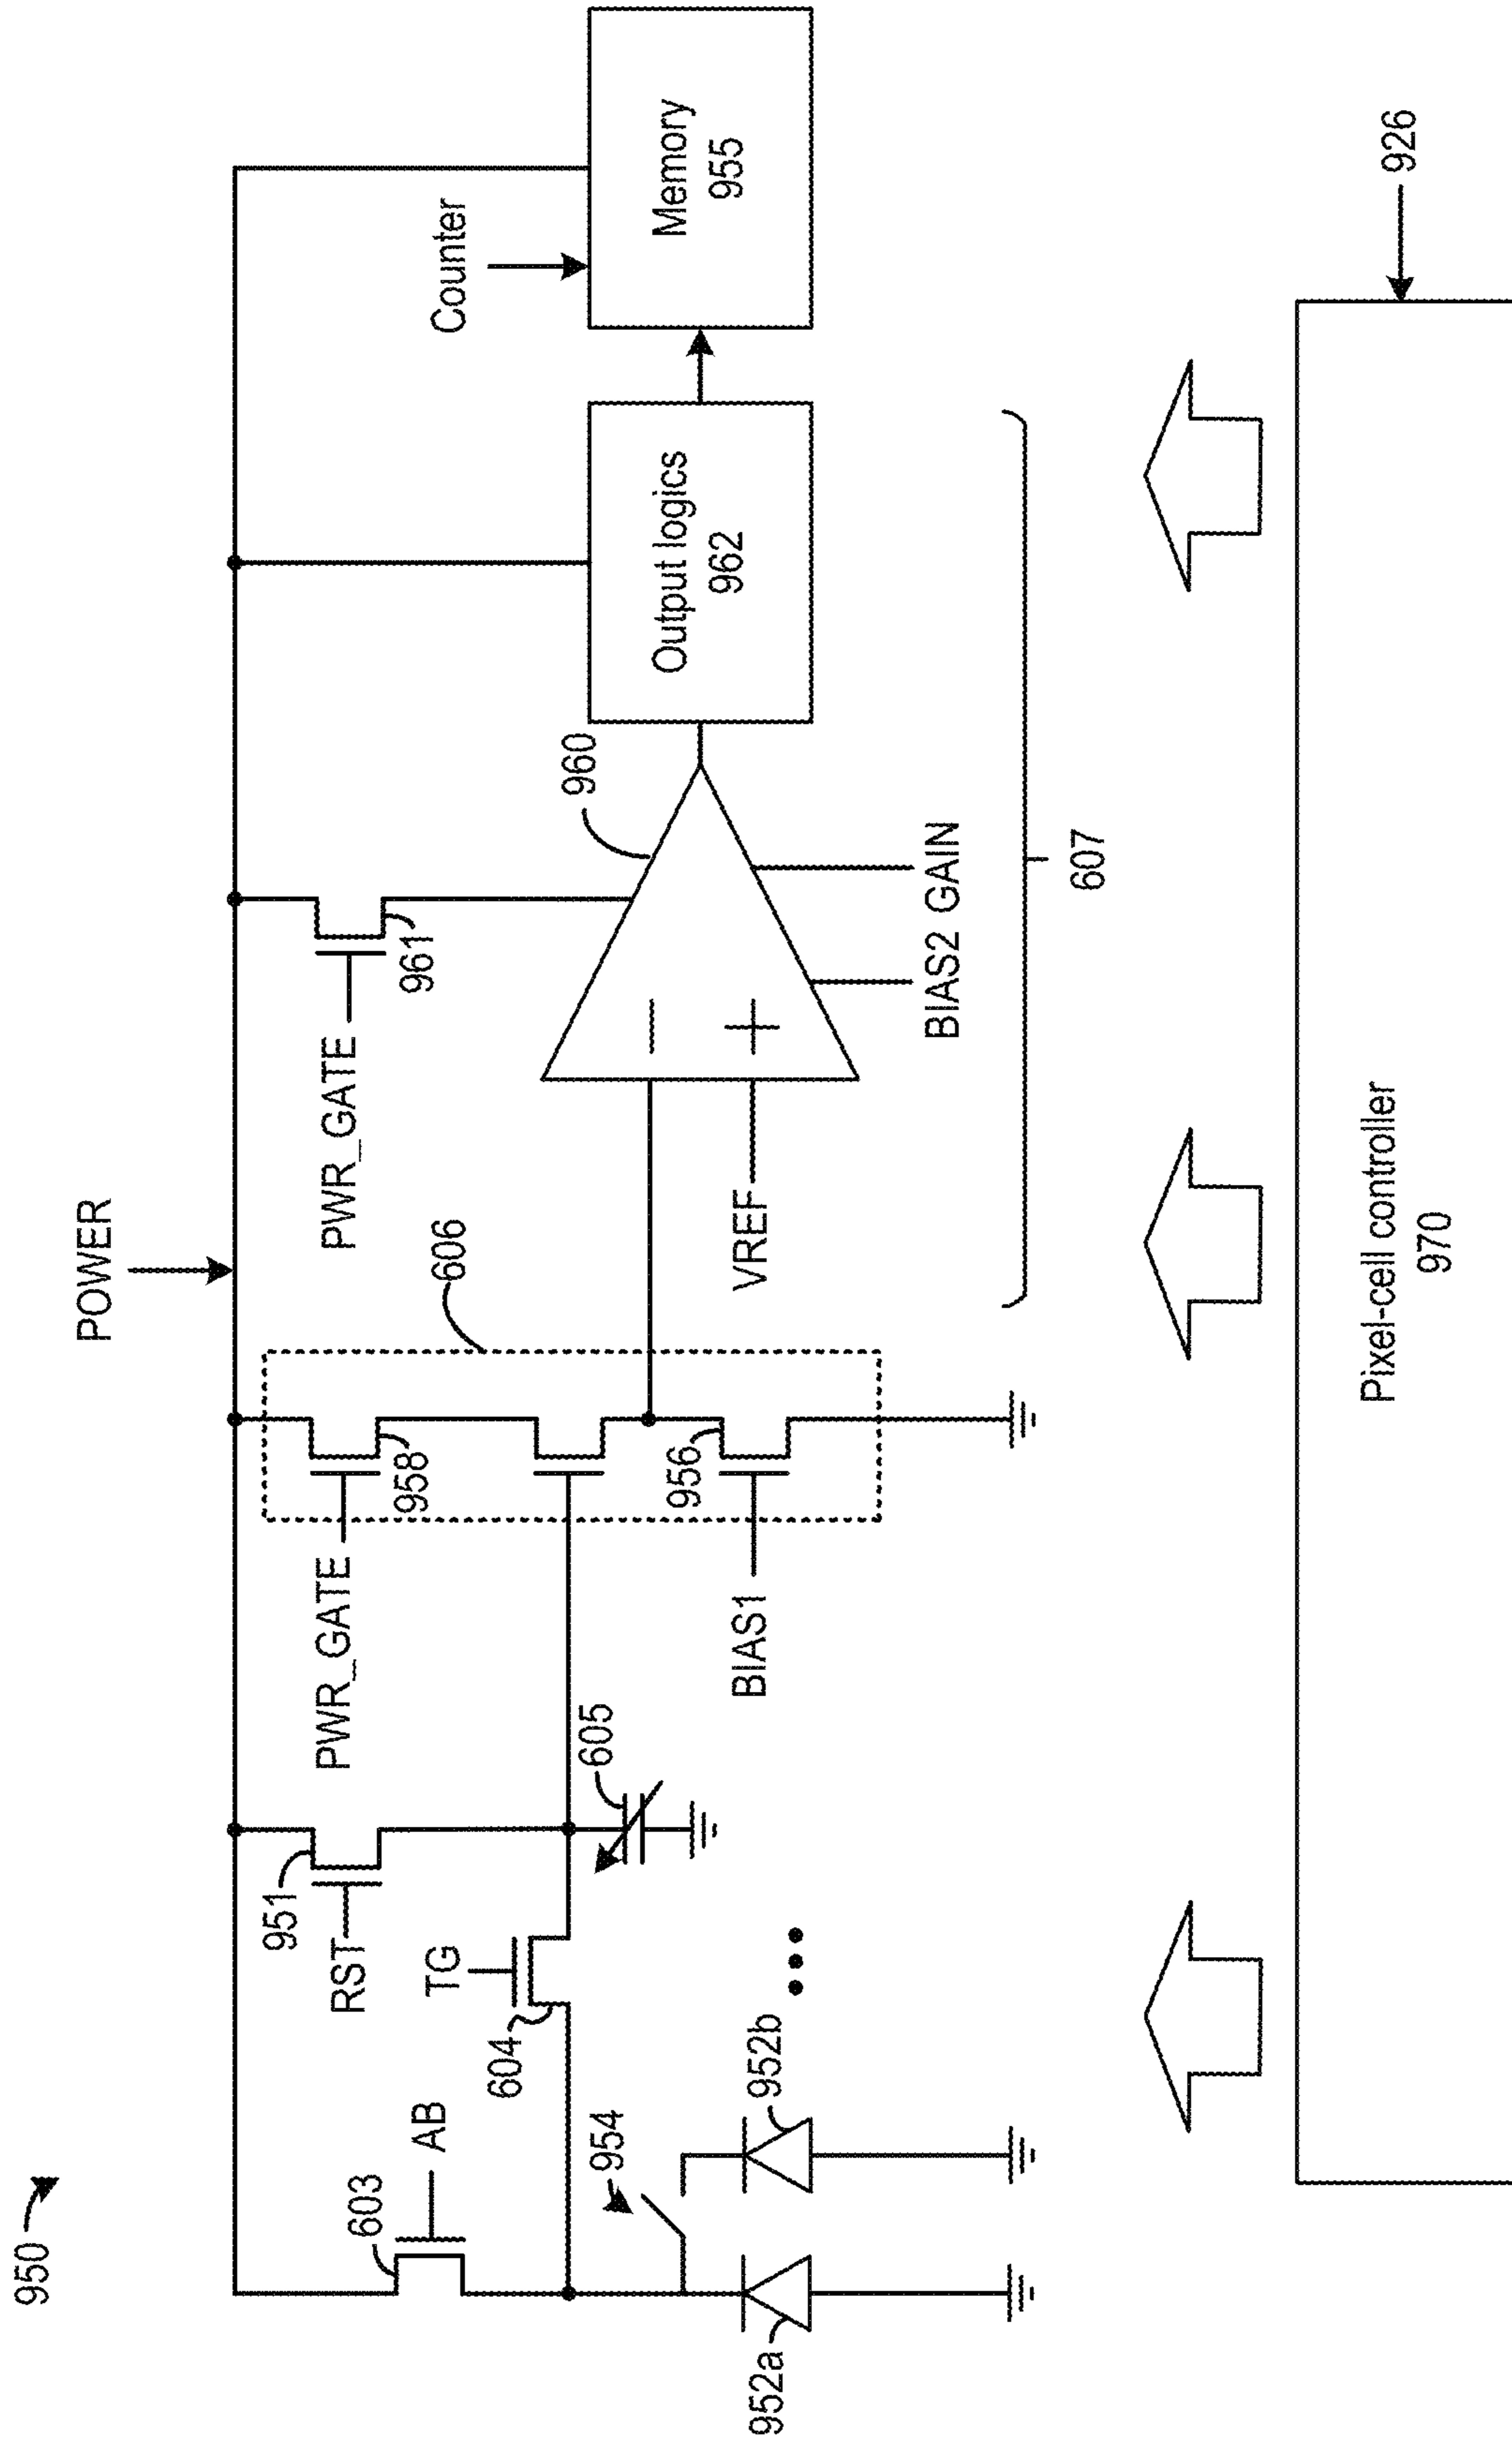 950
POWER
603
AB
951
RST
TG
604
605
PWR_GATE
958
606
956
BIAS1
PWR_GATE
961
960
VREF
BIAS2 GAIN
Output logics
962
Counter
Memory
955
954
952a
952b
607
Pixel-cell controller
970
926